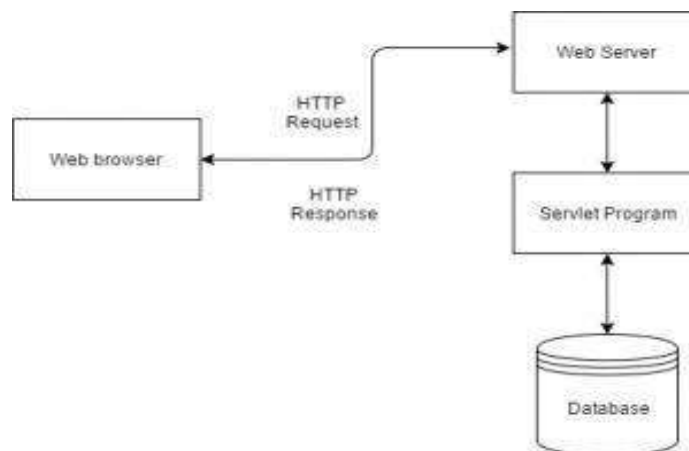 Web Server
HTTP
Request
Web browser
HTTP
Response
Servlet Program
Database